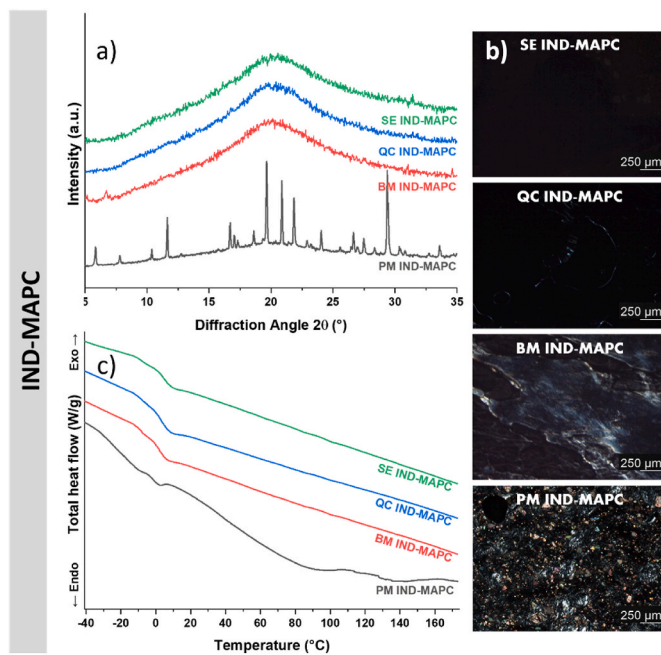 IND-MAPC
a)
Intensity (a.u.)
SE IND-MAPC
QC IND-MAPC
BM IND-MAPC
PM IND-MAPC
5 10 15 20 25 30 35
Diffraction Angle 2θ (°)
b)
SE IND-MAPC
250 µm
QC IND-MAPC
250 µm
BM IND-MAPC
250 µm
PM IND-MAPC
250 µm
c)
Exo →
Total heat flow (W/g)
← Endo
SE IND-MAPC
QC IND-MAPC
BM IND-MAPC
PM IND-MAPC
-40 -20 0 20 40 60 80 100 120 140 160
Temperature (°C)